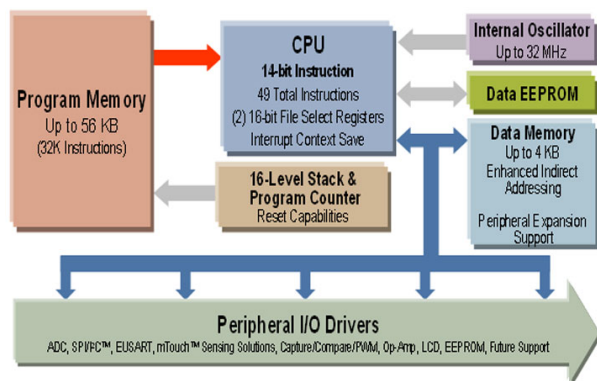 Program Memory
Up to 56 KB
(32K Instructions)
CPU
14-bit Instruction
49 Total Instructions
(2) 16-bit File Select Registers
Interrupt Context Save
Internal Oscillator
Up to 32 MHz
Data EEPROM
Data Memory
Up to 4 KB
Enhanced Indirect
Addressing
Peripheral Expansion
Support
16-Level Stack &
Program Counter
Reset Capabilities
Peripheral I/O Drivers
ADC, SPI/I²C™, EUSART, mTouch™ Sensing Solutions, Capture/Compare/PWM, Op-Amp, LCD, EEPROM, Future Support